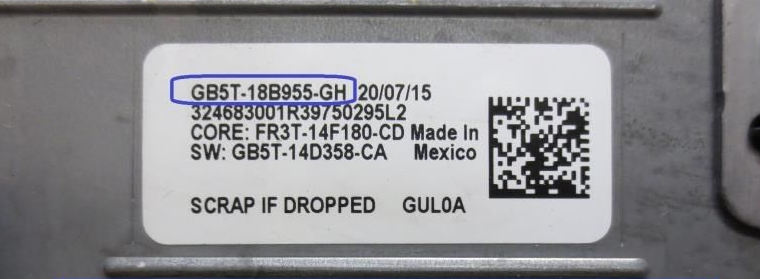 GB5T-18B955-GH 20/07/15
324683001R39750295L2
CORE: FR3T-14F180-CD Made In
SW: GB5T-14D358-CA Mexico
SCRAP IF DROPPED GUL0A